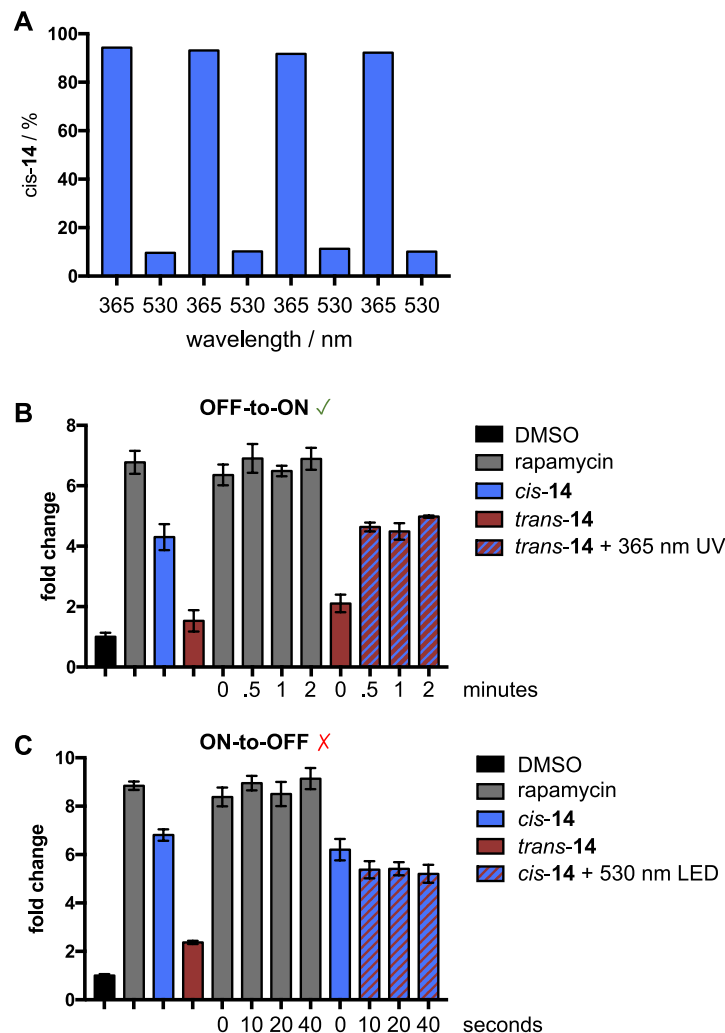 A
100
80
60
40
20
0
cis-14 / %
365 530 365 530 365 530 365 530
wavelength / nm
B
OFF-to-ON ✓
8
6
4
2
0
fold change
0 .5 1 2 0 .5 1 2 minutes
DMSO
rapamycin
cis-14
trans-14
trans-14 + 365 nm UV
C
ON-to-OFF ✗
10
8
6
4
2
0
fold change
0 10 20 40 0 10 20 40 seconds
DMSO
rapamycin
cis-14
trans-14
cis-14 + 530 nm LED